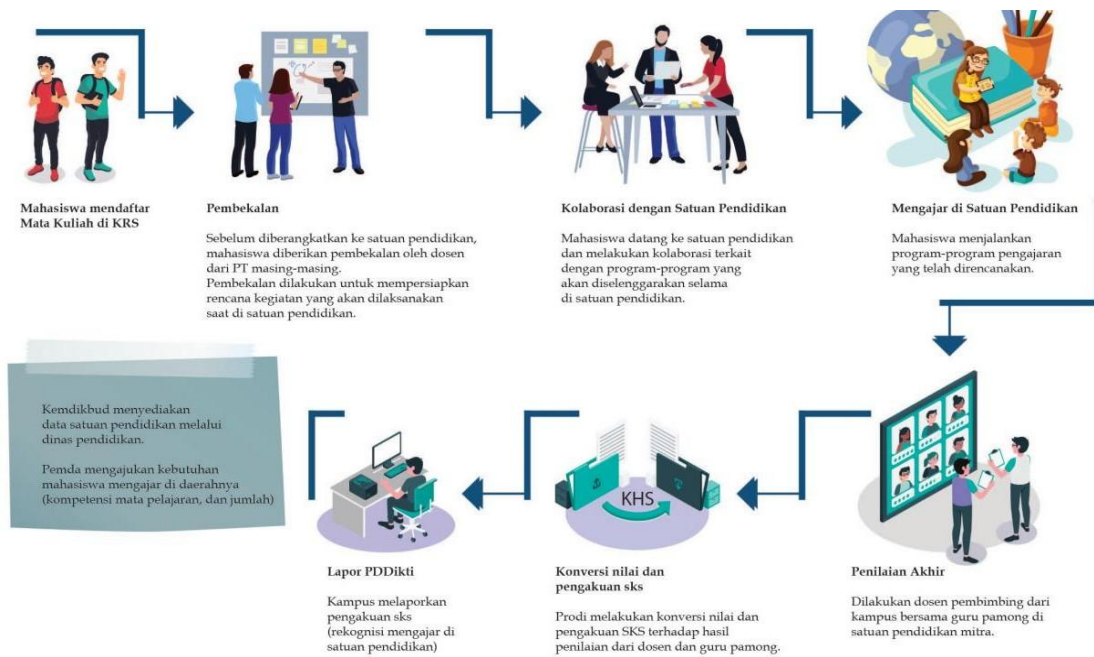 Mahasiswa mendaftar
Mata Kuliah di KRS
Pembekalan
Sebelum diberangkatkan ke satuan pendidikan,
mahasiswa diberikan pembekalan oleh dosen
dari PT masing-masing.
Pembekalan dilakukan untuk mempersiapkan
rencana kegiatan yang akan dilaksanakan
saat di satuan pendidikan.
Kolaborasi dengan Satuan Pendidikan
Mahasiswa datang ke satuan pendidikan
dan melakukan kolaborasi terkait
dengan program-program yang
akan diselenggarakan selama
di satuan pendidikan.
Mengajar di Satuan Pendidikan
Mahasiswa menjalankan
program-program pengajaran
yang telah direncanakan.
Penilaian Akhir
Dilakukan dosen pembimbing dari
kampus bersama guru pamong di
satuan pendidikan mitra.
KHS
Konversi nilai dan
pengakuan sks
Prodi melakukan konversi nilai dan
pengakuan SKS terhadap hasil
penilaian dari dosen dan guru pamong.
Lapor PDDikti
Kampus melaporkan
pengakuan sks
(rekognisi mengajar di
satuan pendidikan)
Kemdikbud menyediakan
data satuan pendidikan melalui
dinas pendidikan.
Pemda mengajukan kebutuhan
mahasiswa mengajar di daerahnya
(kompetensi mata pelajaran, dan jumlah)